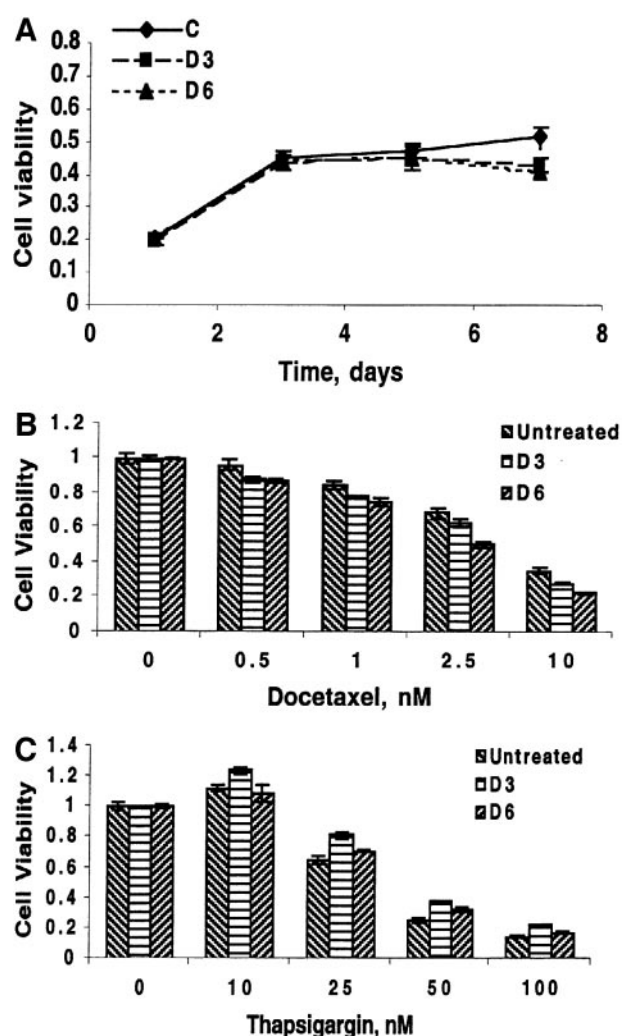 A
C
D3
D6
0.8
0.7
0.6
0.5
0.4
0.3
0.2
0.1
0
Cell viability
0 2 4 6 8
Time, days
B
1.2
1
0.8
0.6
0.4
0.2
0
Cell Viability
Untreated
D3
D6
0 0.5 1 2.5 10
Docetaxel, nM
C
1.4
1.2
1
0.8
0.6
0.4
0.2
0
Cell Viability
Untreated
D3
D6
0 10 25 50 100
Thapsigargin, nM